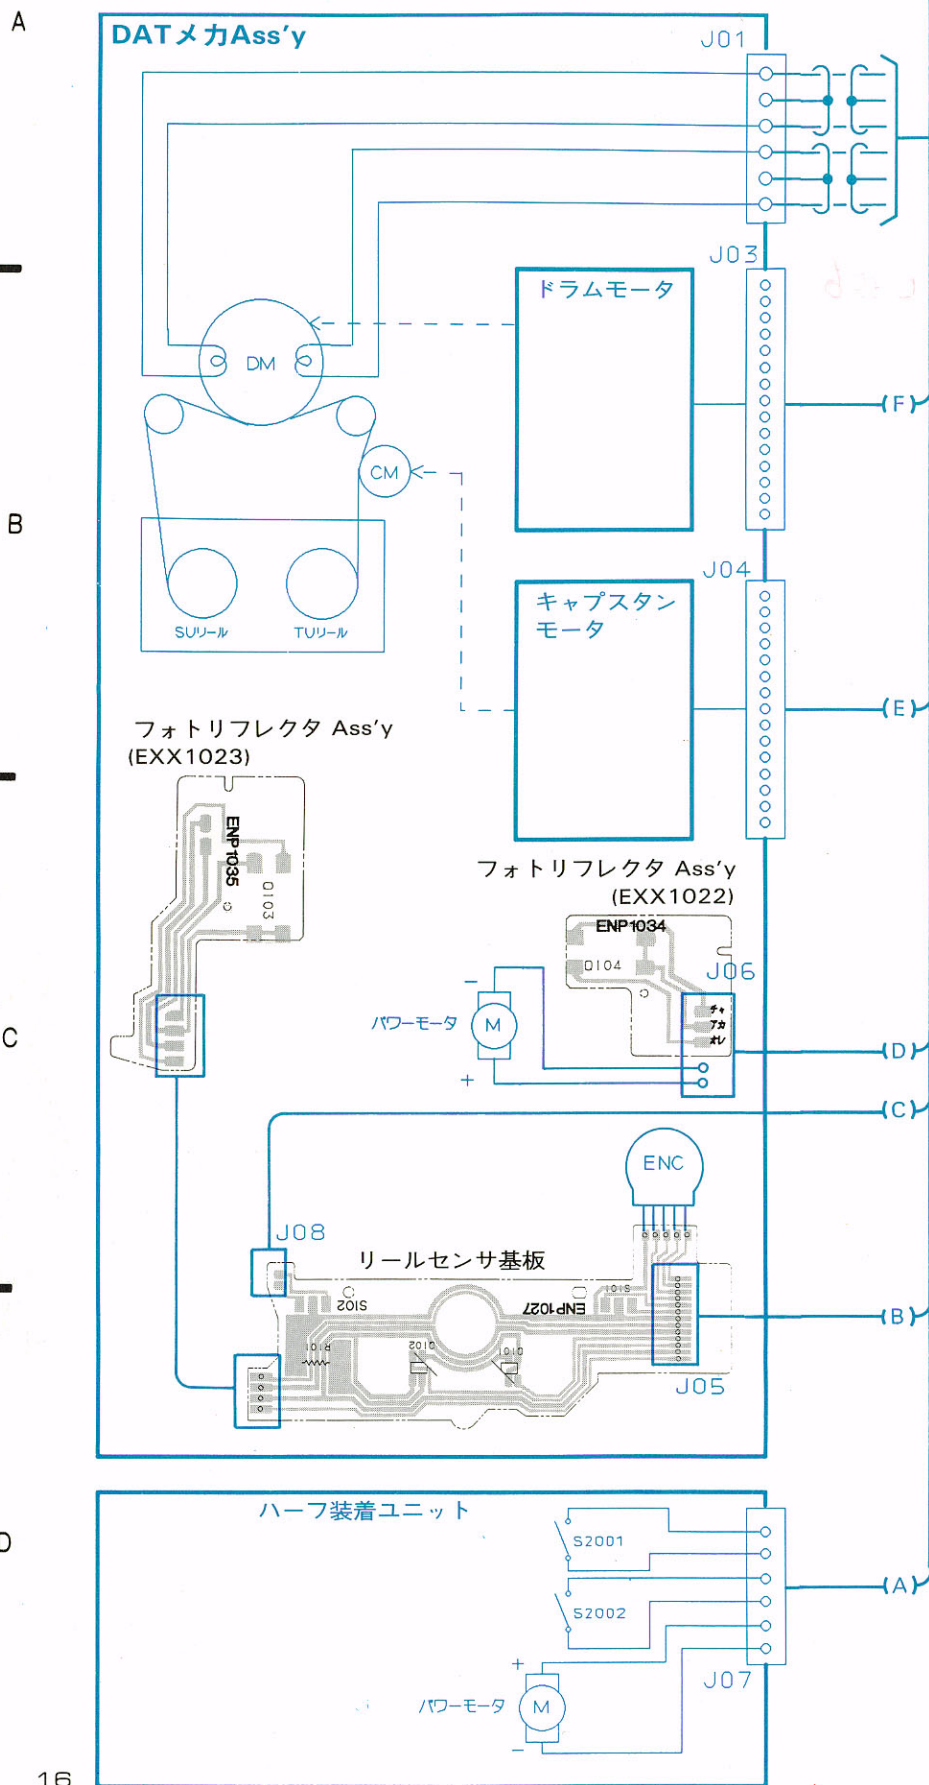 A
DATメカAss'y
J01
J03
ドラムモータ
DM
(F)
CM
B
J04
キャプスタン
モータ
SUリール
TUリール
(E)
フォトリフレクタ Ass'y
(EXX1023)
ENP1035
Q103
フォトリフレクタ Ass'y
(EXX1022)
ENP1034
Q104
J06
チャ
アカ
オレ
−
パワーモータ
M
+
C
(D)
(C)
ENC
J08
リールセンサ基板
S102
ENP1027
S101
R101
Q102
Q101
(B)
J05
ハーフ装着ユニット
D
S2001
S2002
(A)
+
J07
パワーモータ
M
−
16